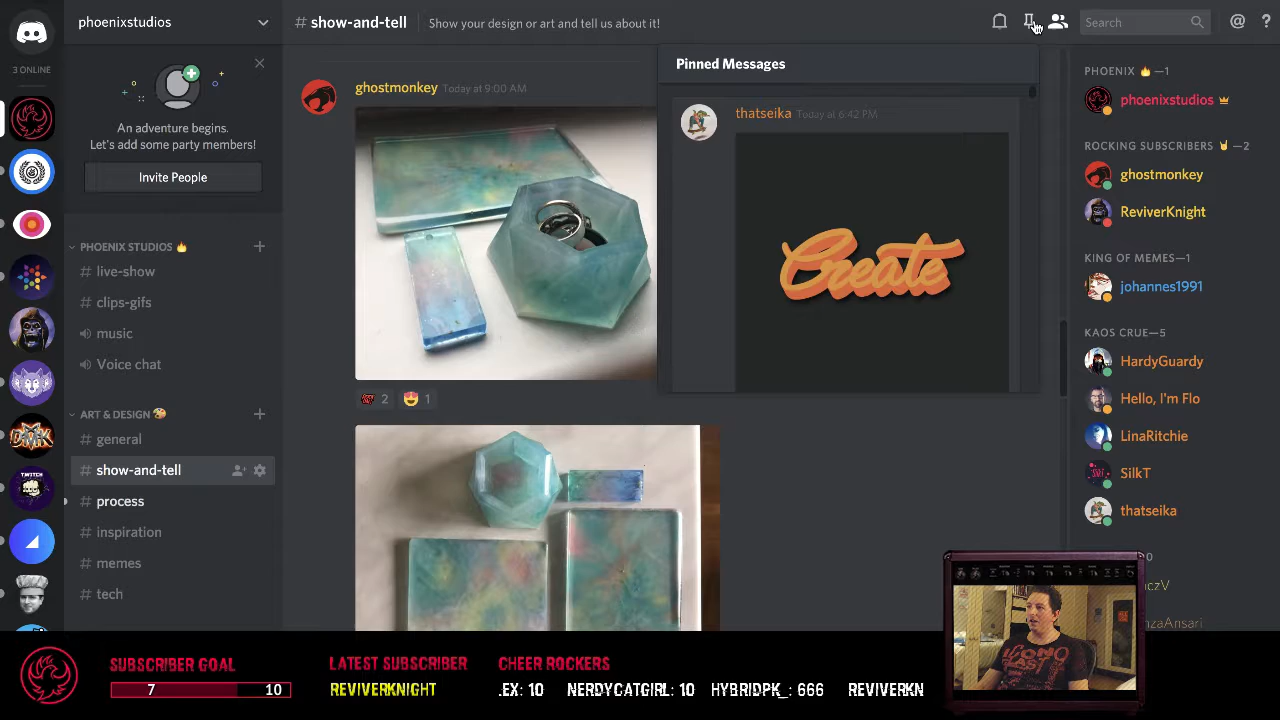 3 ONLINE
phoenixstudios
# show-and-tell
Show your design or art and tell us about it!
Search
@
?
An adventure begins.
Let's add some party members!
Invite People
PHOENIX STUDIOS 🔥
# live-show
# clips-gifs
music
Voice chat
ART & DESIGN 🎨
# general
# show-and-tell
# process
# inspiration
# memes
# tech
ghostmonkey Today at 9:00 AM
2
😍 1
Pinned Messages
thatseika Today at 6:42 PM
Create
PHOENIX 🔥 —1
phoenixstudios
ROCKING SUBSCRIBERS 🤘 —2
ghostmonkey
ReviverKnight
KING OF MEMES—1
johannes1991
KAOS CRUE—5
HardyGuardy
Hello, I'm Flo
LinaRitchie
SilkT
thatseika
TWITCH
SUBSCRIBER GOAL
7 10
LATEST SUBSCRIBER
REVIVERKNIGHT
CHEER ROCKERS
.EX: 10 NERDYCATGIRL: 10 HYBRIDPK_: 666 REVIVERKN